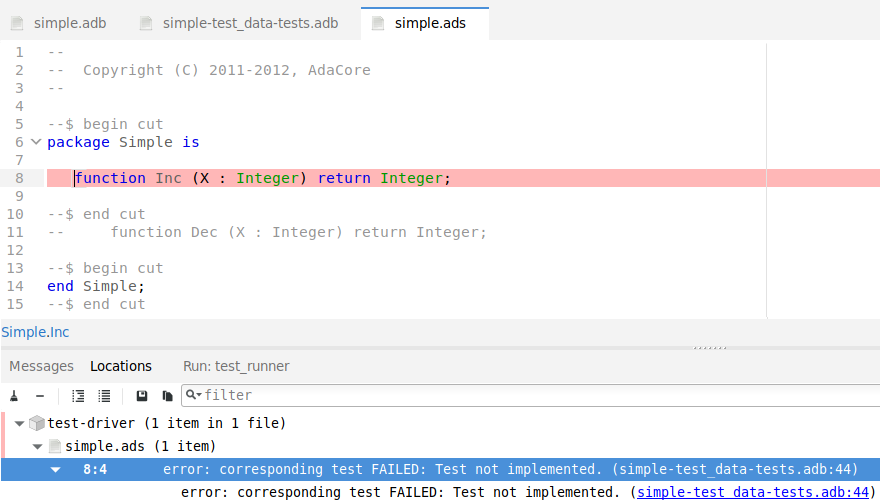 simple.adb simple-test_data-tests.adb simple.ads
1 --
2 --  Copyright (C) 2011-2012, AdaCore
3 --
4
5 --$ begin cut
6 package Simple is
7
8    function Inc (X : Integer) return Integer;
9
10 --$ end cut
11 --     function Dec (X : Integer) return Integer;
12
13 --$ begin cut
14 end Simple;
15 --$ end cut
Simple.Inc
Messages Locations Run: test_runner
filter
test-driver (1 item in 1 file)
simple.ads (1 item)
8:4 error: corresponding test FAILED: Test not implemented. (simple-test_data-tests.adb:44)
error: corresponding test FAILED: Test not implemented. (simple-test_data-tests.adb:44)